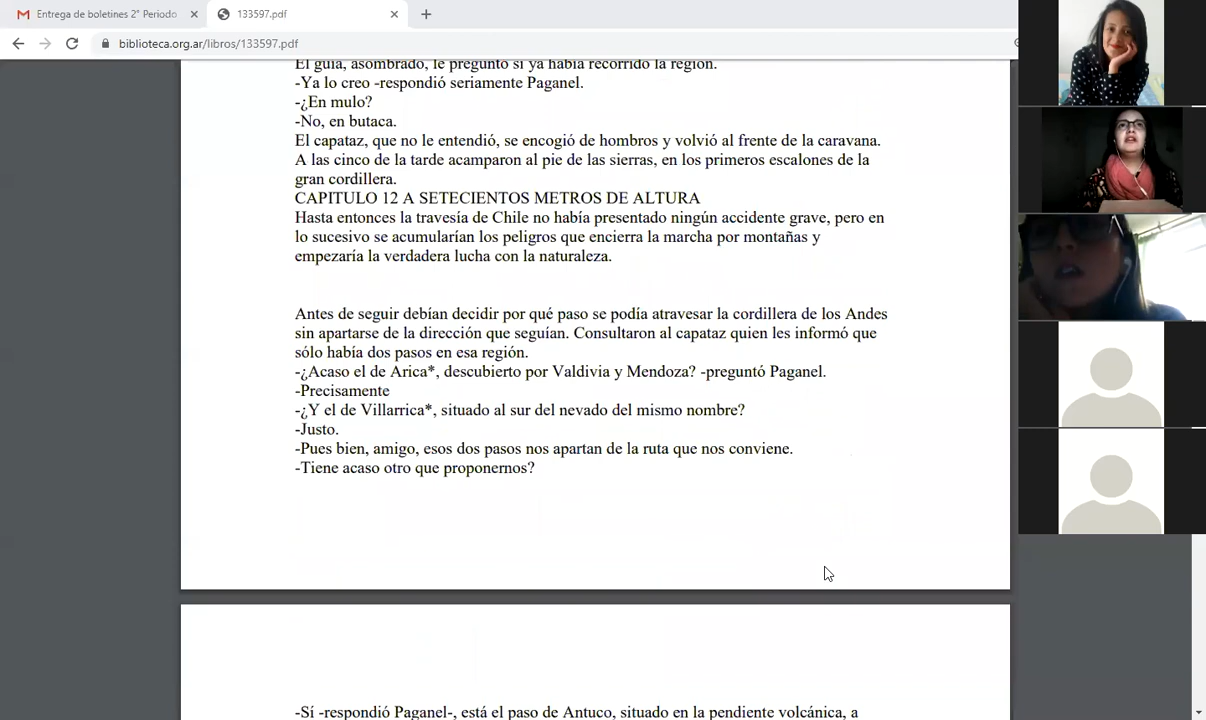 Entrega de boletines 2° Periodo
133597.pdf
biblioteca.org.ar/libros/133597.pdf
El guía, asombrado, le preguntó si ya había recorrido la región.
-Ya lo creo -respondió seriamente Paganel.
-¿En mulo?
-No, en butaca.
El capataz, que no le entendió, se encogió de hombros y volvió al frente de la caravana.
A las cinco de la tarde acamparon al pie de las sierras, en los primeros escalones de la
gran cordillera.
CAPITULO 12 A SETECIENTOS METROS DE ALTURA
Hasta entonces la travesía de Chile no había presentado ningún accidente grave, pero en
lo sucesivo se acumularían los peligros que encierra la marcha por montañas y
empezaría la verdadera lucha con la naturaleza.
Antes de seguir debían decidir por qué paso se podía atravesar la cordillera de los Andes
sin apartarse de la dirección que seguían. Consultaron al capataz quien les informó que
sólo había dos pasos en esa región.
-¿Acaso el de Arica*, descubierto por Valdivia y Mendoza? -preguntó Paganel.
-Precisamente
-¿Y el de Villarrica*, situado al sur del nevado del mismo nombre?
-Justo.
-Pues bien, amigo, esos dos pasos nos apartan de la ruta que nos conviene.
-Tiene acaso otro que proponernos?
-Sí -respondió Paganel-, está el paso de Antuco, situado en la pendiente volcánica, a